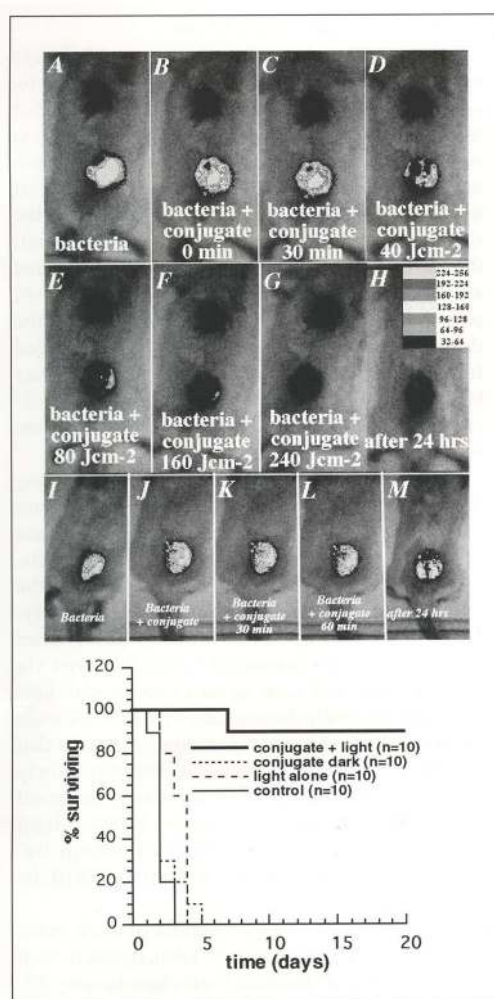 A
B
C
D
bacteria
bacteria +
conjugate
0 min
bacteria +
conjugate
30 min
bacteria +
conjugate
40 Jcm-2
E
F
G
H
224-256
192-224
160-192
128-160
96-128
64-96
32-64
bacteria +
conjugate
80 Jcm-2
bacteria +
conjugate
160 Jcm-2
bacteria +
conjugate
240 Jcm-2
after 24 hrs
I
J
K
L
M
Bacteria
Bacteria
+ conjugate
Bacteria
+ conjugate
30 min
Bacteria
+ conjugate
60 min
after 24 hrs
120
100
80
60
40
20
0
% surviving
conjugate + light (n=10)
conjugate dark (n=10)
light alone (n=10)
control (n=10)
0
5
10
15
20
time (days)